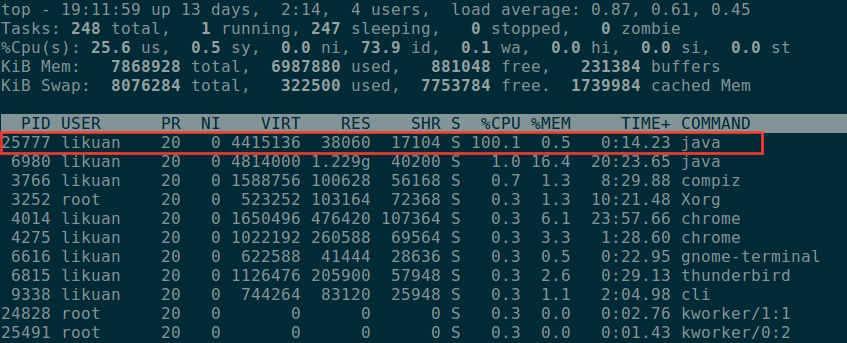 top - 19:11:59 up 13 days,  2:14,  4 users,  load average: 0.87, 0.61, 0.45
Tasks: 248 total,   1 running, 247 sleeping,   0 stopped,   0 zombie
%Cpu(s): 25.6 us,  0.5 sy,  0.0 ni, 73.9 id,  0.1 wa,  0.0 hi,  0.0 si,  0.0 st
KiB Mem:   7868928 total,  6987880 used,   881048 free,   231384 buffers
KiB Swap:  8076284 total,   322500 used,  7753784 free.  1739984 cached Mem
  PID USER      PR  NI    VIRT    RES    SHR S  %CPU %MEM     TIME+ COMMAND
25777 likuan    20   0 4415136  38060  17104 S 100.1  0.5   0:14.23 java
 6980 likuan    20   0 4814000 1.229g  40200 S   1.0 16.4  20:23.65 java
 3766 likuan    20   0 1588756 100628  56168 S   0.7  1.3   8:29.88 compiz
 3252 root      20   0  523252 103164  72368 S   0.3  1.3  10:21.48 Xorg
 4014 likuan    20   0 1650496 476420 107364 S   0.3  6.1  23:57.66 chrome
 4275 likuan    20   0 1022192 260588  69564 S   0.3  3.3   1:28.60 chrome
 6616 likuan    20   0  622588  41444  28636 S   0.3  0.5   0:22.95 gnome-terminal
 6815 likuan    20   0 1126476 205900  57948 S   0.3  2.6   0:29.13 thunderbird
 9338 likuan    20   0  744264  83120  25948 S   0.3  1.1   2:04.98 cli
24828 root      20   0       0      0      0 S   0.3  0.0   0:02.76 kworker/1:1
25491 root      20   0       0      0      0 S   0.3  0.0   0:01.43 kworker/0:2